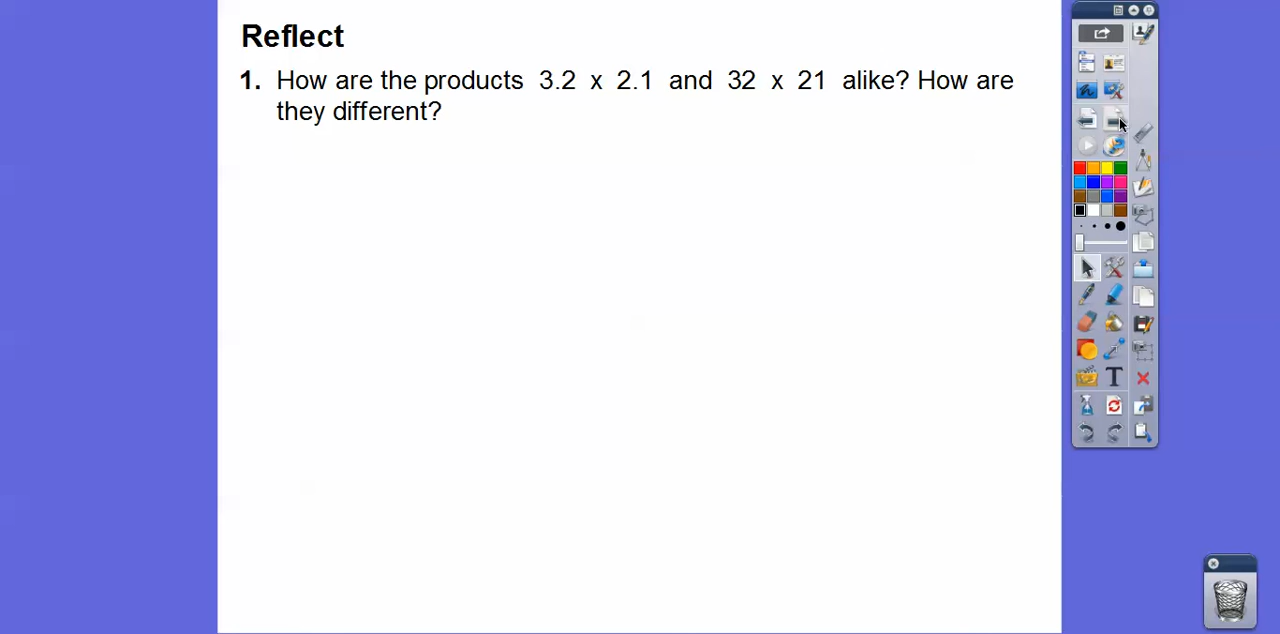 Reflect
1. How are the products 3.2 x 2.1 and 32 x 21 alike? How are
they different?
T